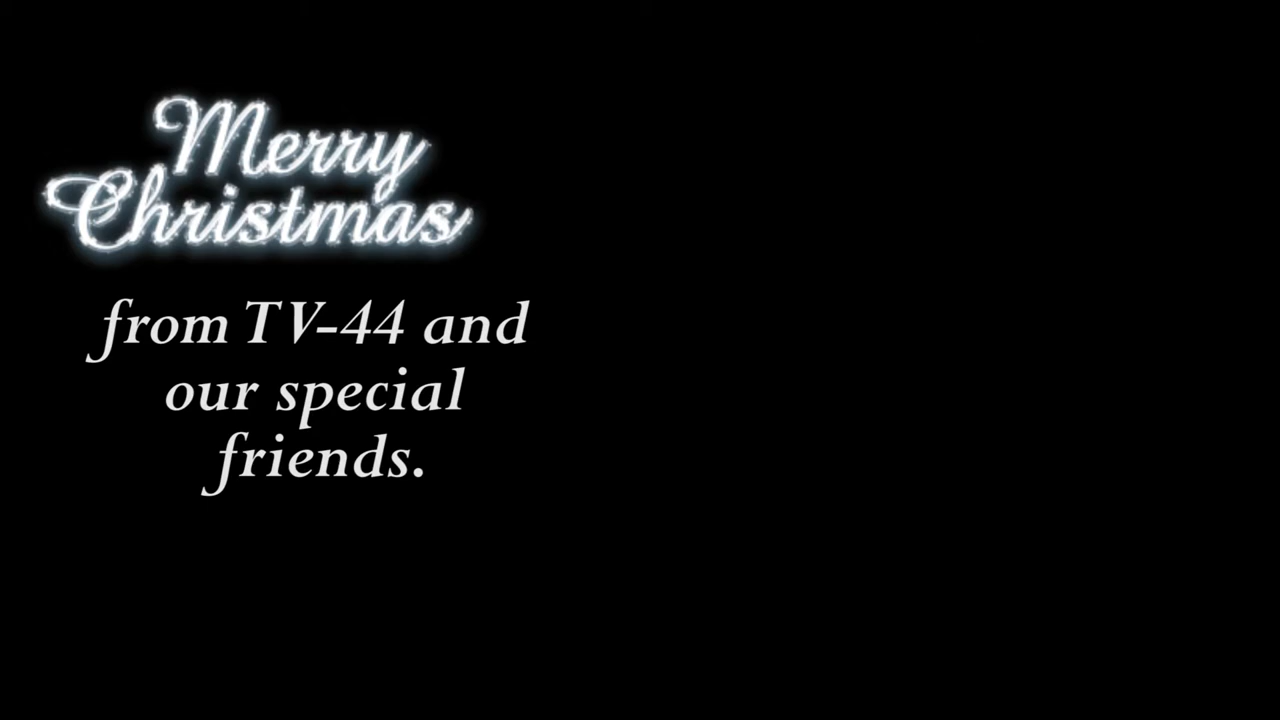 Merry
Christmas
from TV-44 and
our special
friends.